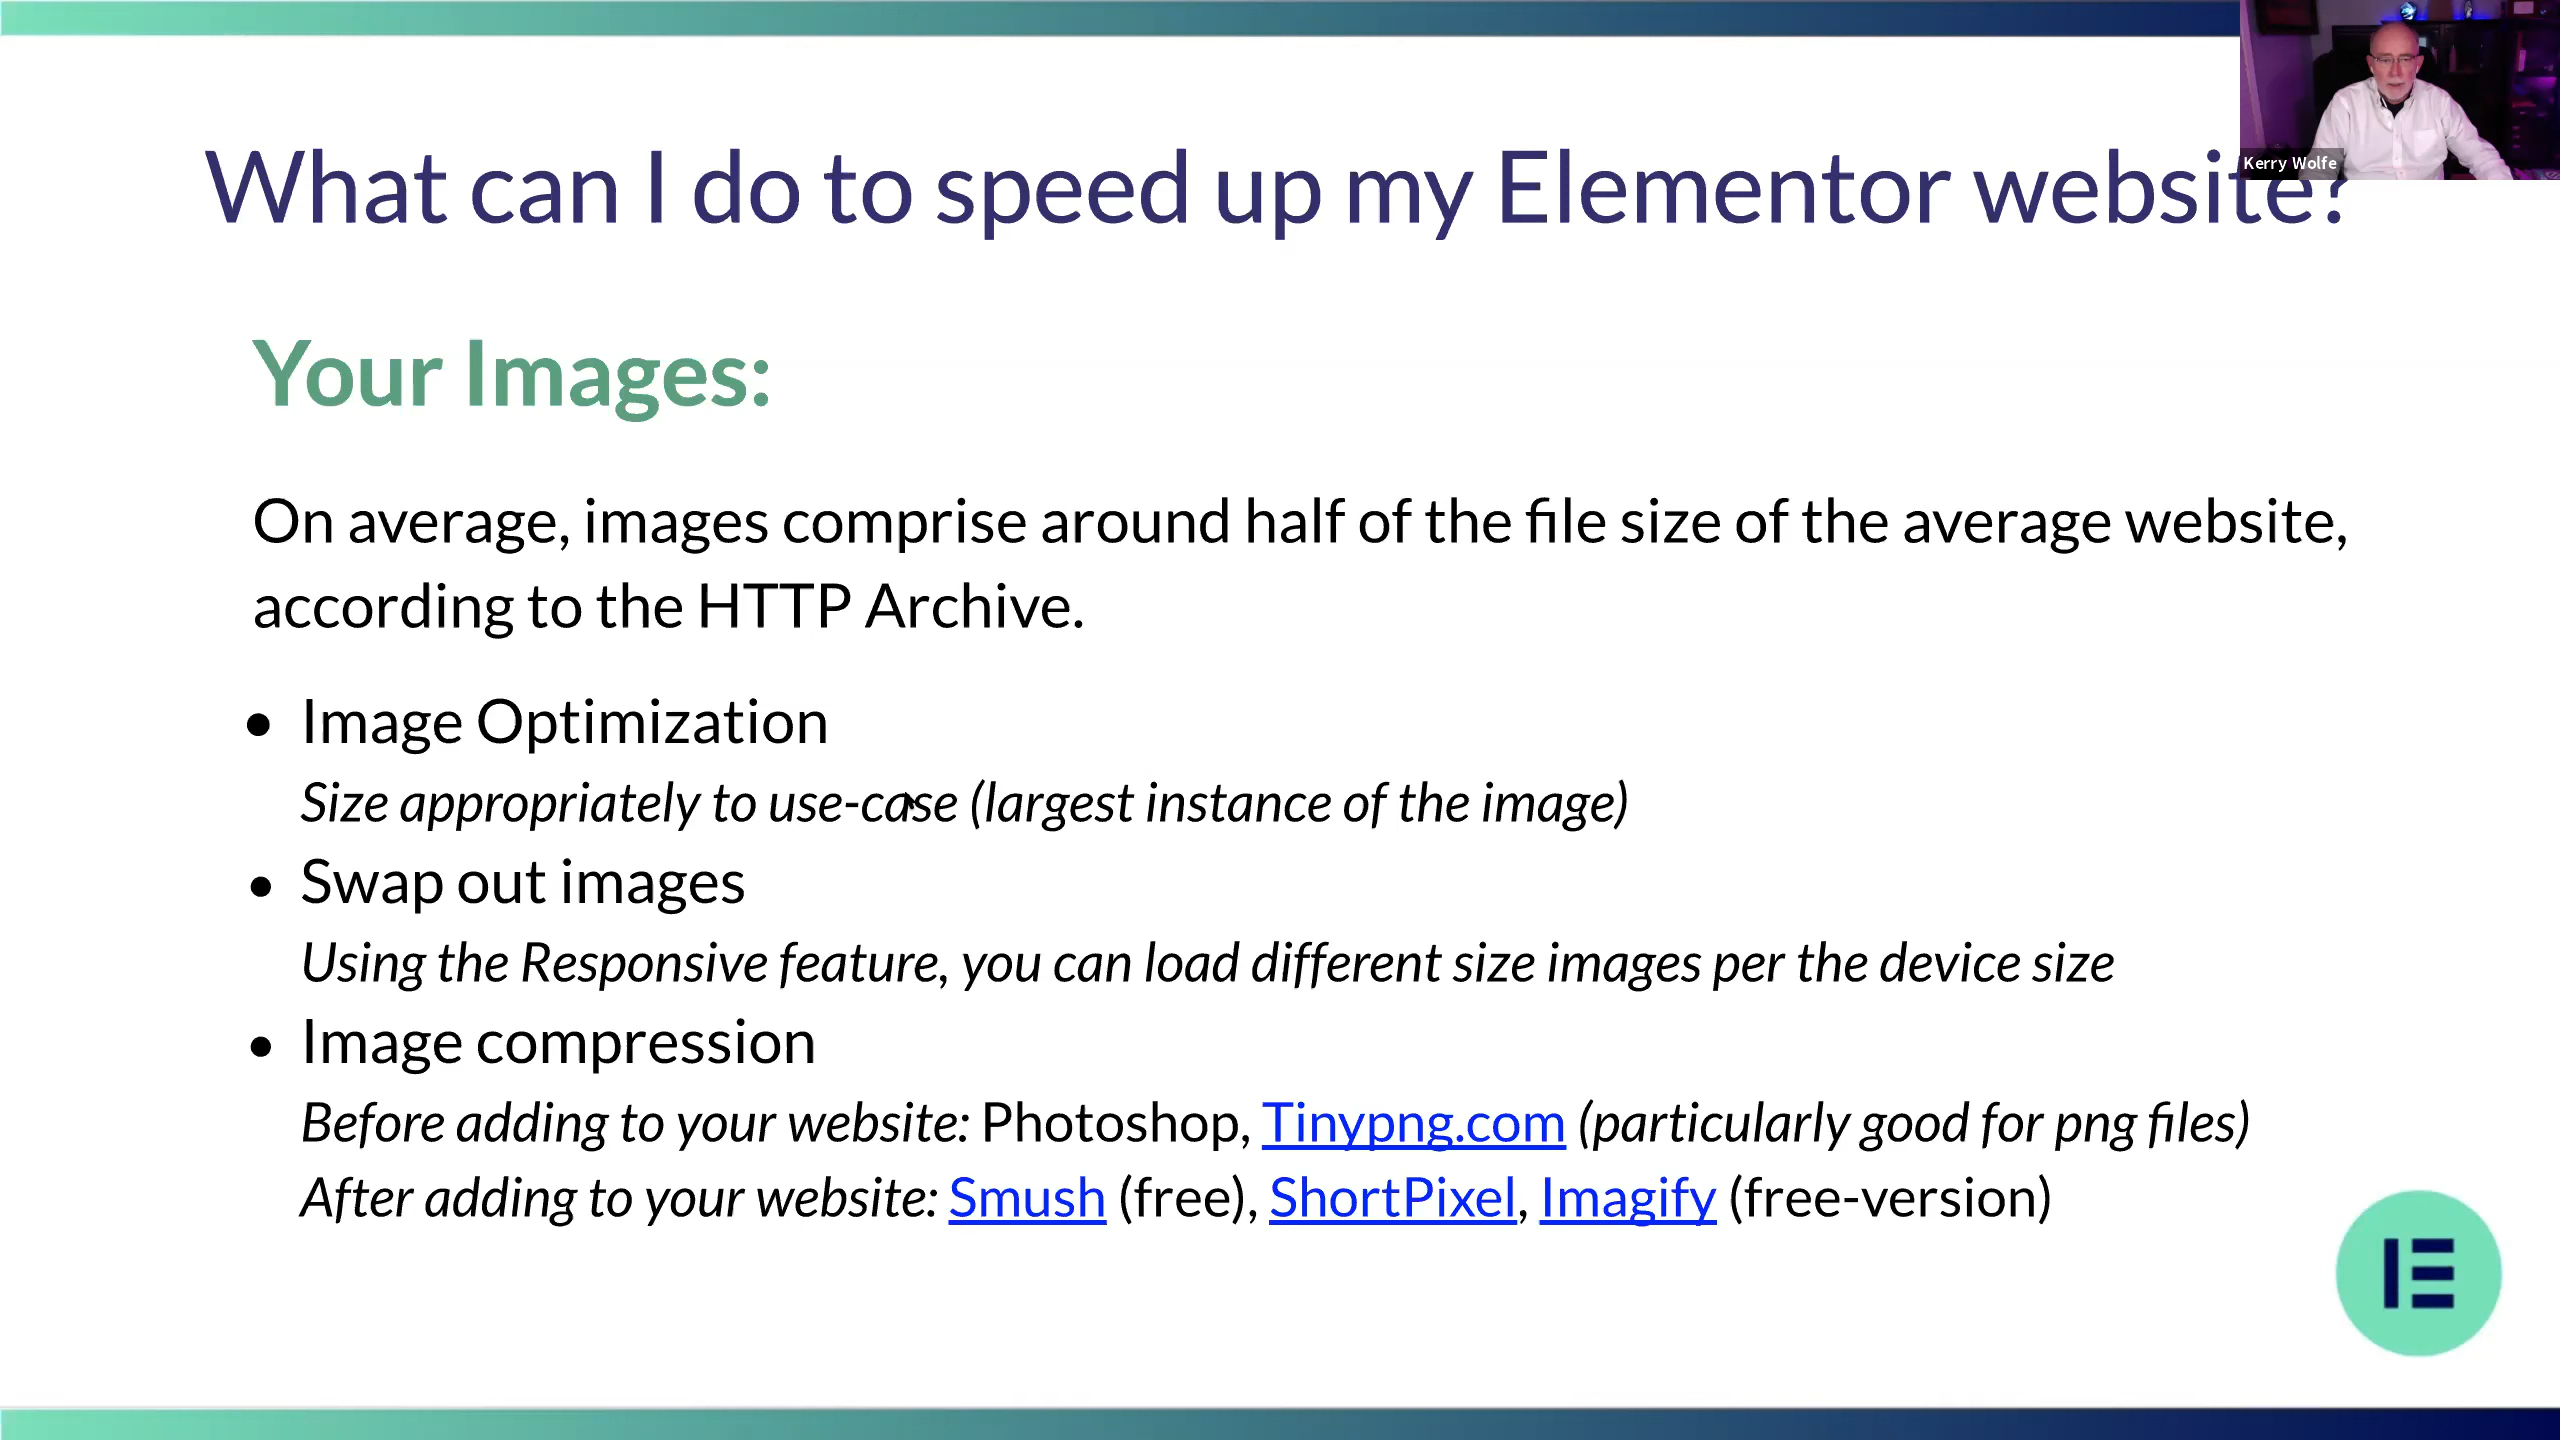 What can I do to speed up my Elementor website?
Kerry Wolfe
Your Images:
On average, images comprise around half of the file size of the average website,
according to the HTTP Archive.
• Image Optimization
Size appropriately to use-case (largest instance of the image)
• Swap out images
Using the Responsive feature, you can load different size images per the device size
• Image compression
Before adding to your website: Photoshop, Tinypng.com (particularly good for png files)
After adding to your website: Smush (free), ShortPixel, Imagify (free-version)